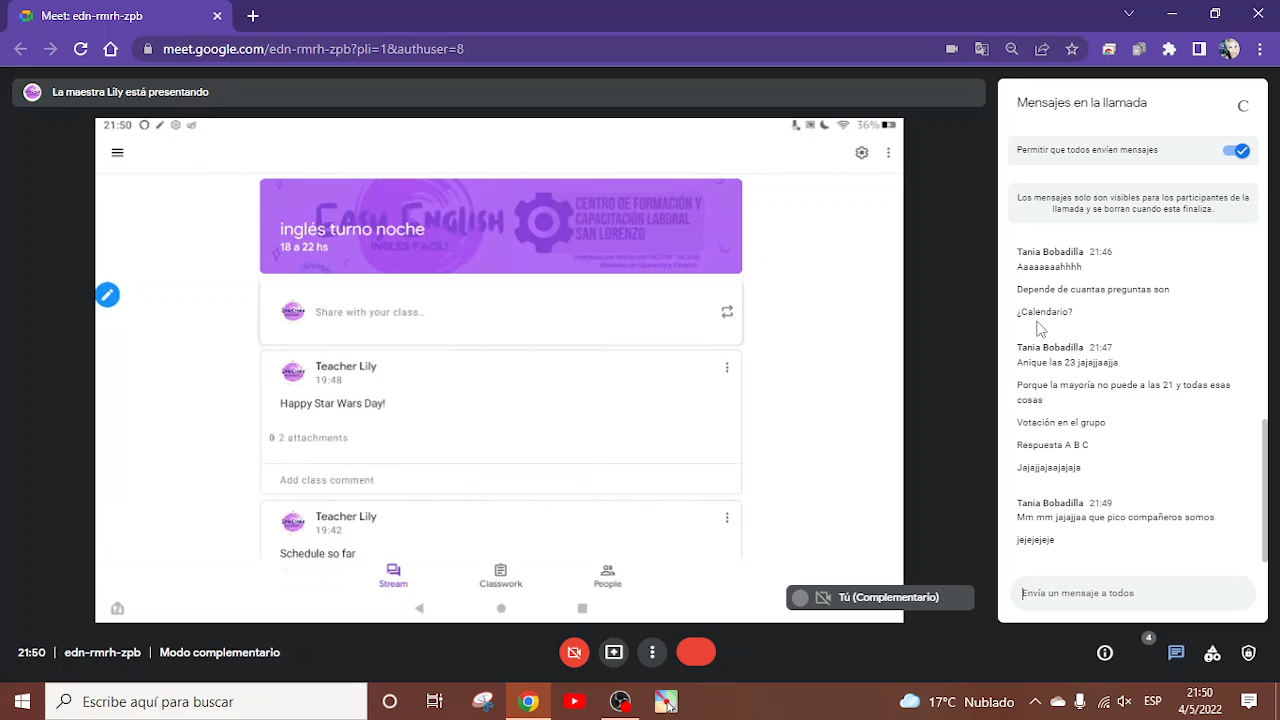 meet.google.com/edn-rmrh-zpb?pli=1&authuser=8
La maestra Lily está presentando
21:50
36%
EASY ENGLISH
INGLÉS FACIL!
CENTRO DE FORMACIÓN Y
CAPACITACIÓN LABORAL
SAN LORENZO
inglés turno noche
18 a 22 hs
Share with your class...
Teacher Lily
19:48
Happy Star Wars Day!
2 attachments
Add class comment
Teacher Lily
19:42
Schedule so far
Stream
Classwork
People
Tú (Complementario)
Mensajes en la llamada
Permitir que todos envíen mensajes
Los mensajes solo son visibles para los participantes de la
llamada y se borran cuando esta finaliza.
Tania Bobadilla 21:46
Aaaaaaaahhhh
Depende de cuantas preguntas son
¿Calendario?
Tania Bobadilla 21:47
Anique las 23 jajajjaajja
Porque la mayoría no puede a las 21 y todas esas
cosas
Votación en el grupo
Respuesta A B C
Jajajjajaajajaja
Tania Bobadilla 21:49
Mm mm jajajjaa que pico compañeros somos
jejejejeje
Envía un mensaje a todos
21:50 | edn-rmrh-zpb | Modo complementario
4
Escribe aquí para buscar
17°C Nublado
ESP
21:50
4/5/2022